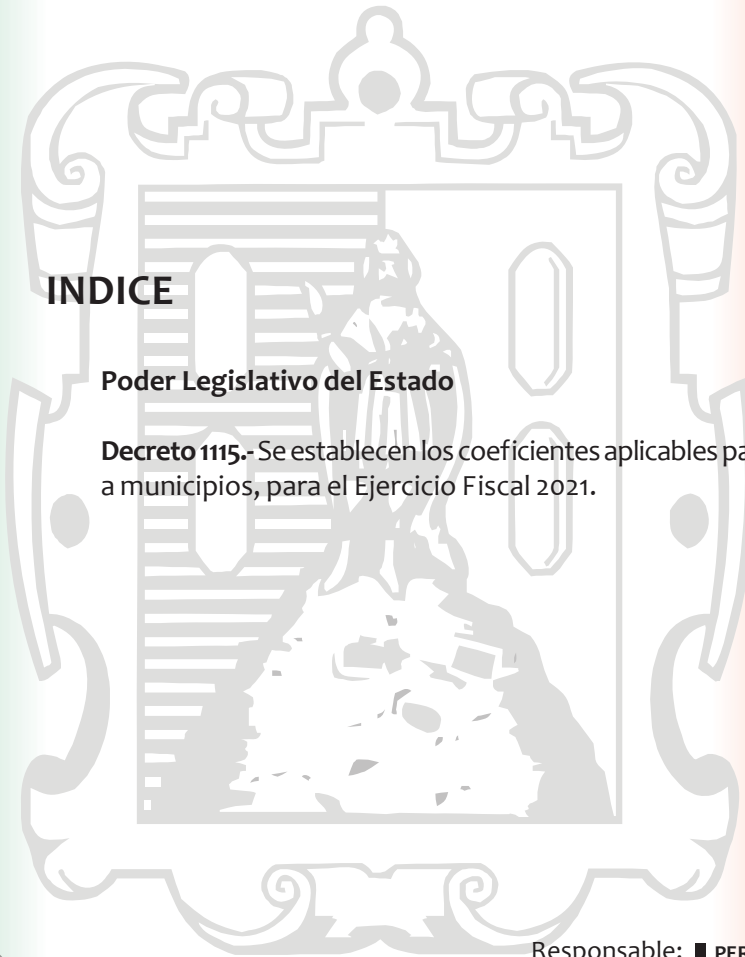 INDICE
Poder Legislativo del Estado
Decreto 1115.- Se establecen los coeficientes aplicables
a municipios, para el Ejercicio Fiscal 2021.
Responsable: